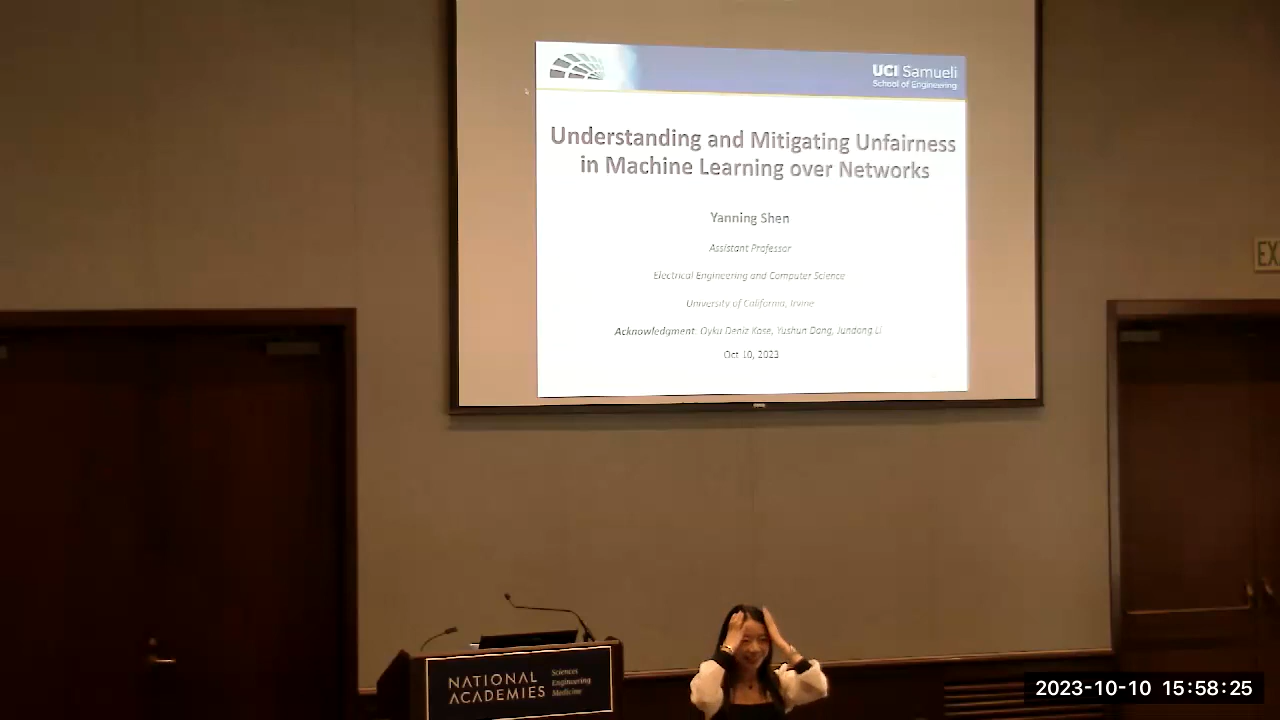 UCI Samueli
School of Engineering
Understanding and Mitigating Unfairness
in Machine Learning over Networks
Yanning Shen
Assistant Professor
Electrical Engineering and Computer Science
University of California, Irvine
Acknowledgment: Oyku Deniz Kose, Yushun Dong, Jundong Li
Oct 10, 2023
EX
NATIONAL
ACADEMIES
Sciences
Engineering
Medicine
2023-10-10 15:58:25